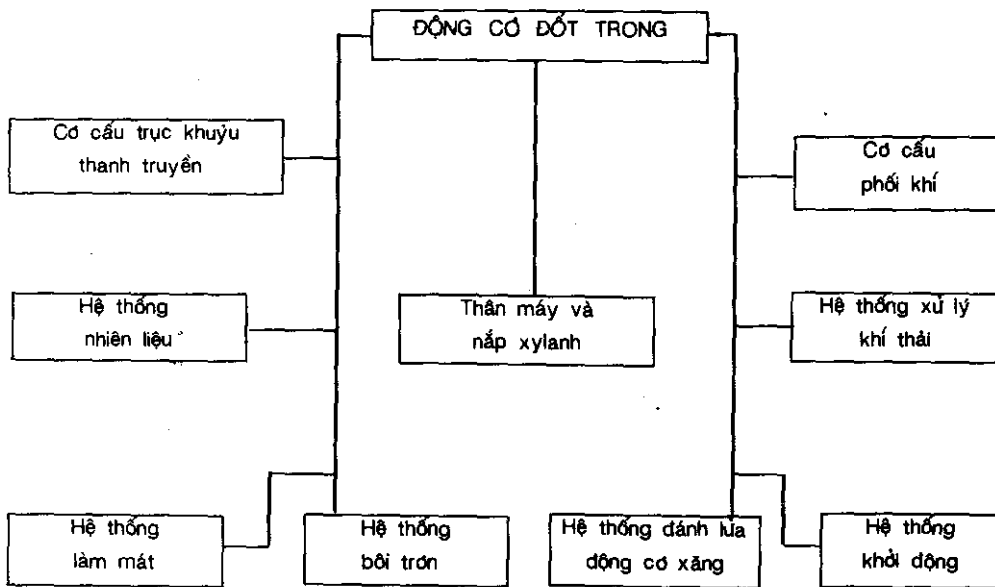 ĐỘNG CƠ ĐỐT TRONG
Cơ cấu trục khuỷu
thanh truyền
Cơ cấu
phối khí
Hệ thống
nhiên liệu
Thân máy và
nắp xylanh
Hệ thống xử lý
khí thải
Hệ thống
làm mát
Hệ thống
bôi trơn
Hệ thống đánh lửa
động cơ xăng
Hệ thống
khởi động